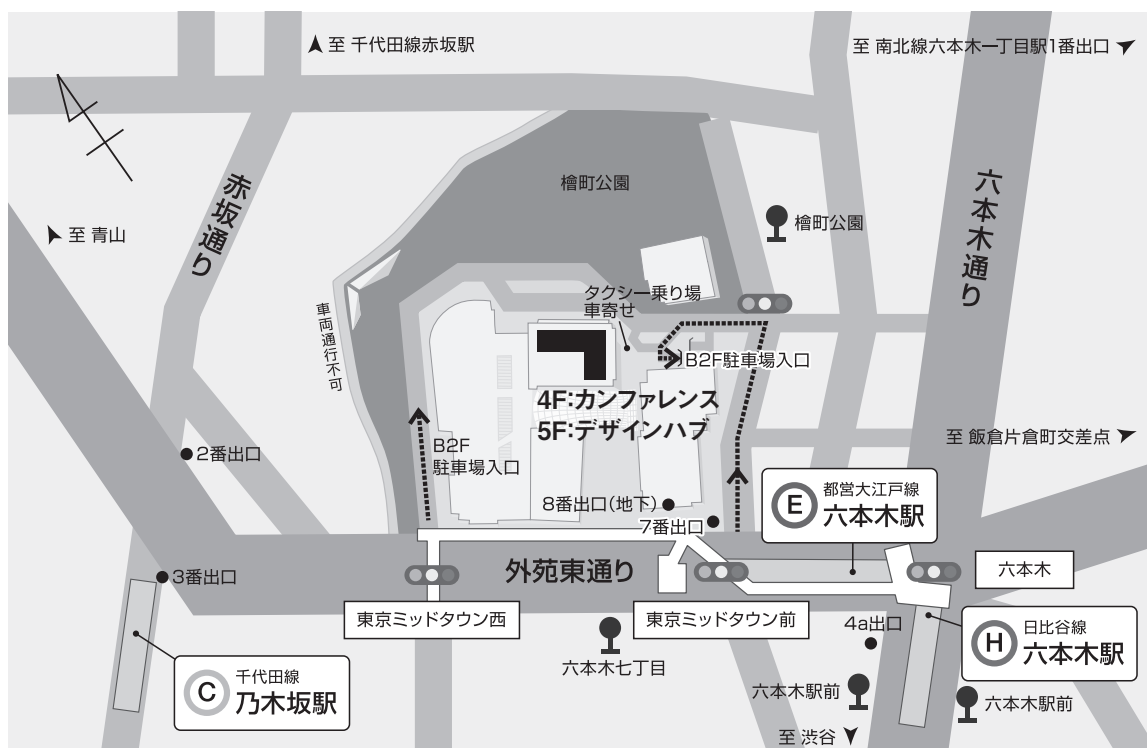 至 千代田線赤坂駅
至 南北線六本木一丁目駅1番出口
赤坂通り
至 青山
檜町公園
檜町公園
六本木通り
タクシー乗り場
車寄せ
車両通行不可
B2F駐車場入口
4F:カンファレンス
5F:デザインハブ
B2F
駐車場入口
至 飯倉片倉町交差点
2番出口
8番出口(地下)
7番出口
E
都営大江戸線
六本木駅
3番出口
外苑東通り
六本木
東京ミッドタウン西
東京ミッドタウン前
4a出口
H
日比谷線
六本木駅
六本木七丁目
C
千代田線
乃木坂駅
六本木駅前
六本木駅前
至 渋谷